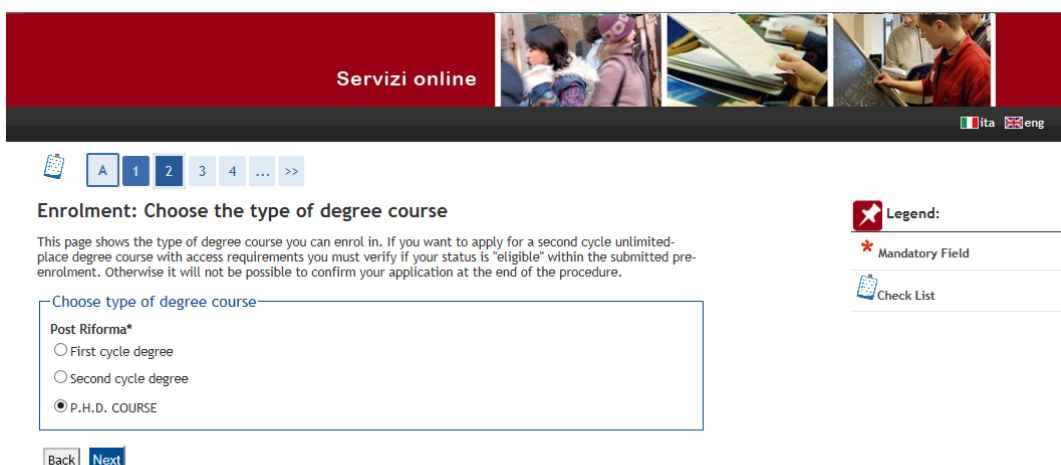 Servizi online
ita eng
A 1 2 3 4 ... >>
Enrolment: Choose the type of degree course
This page shows the type of degree course you can enrol in. If you want to apply for a second cycle unlimited-
place degree course with access requirements you must verify if your status is "eligible" within the submitted pre-
enrolment. Otherwise it will not be possible to confirm your application at the end of the procedure.
Choose type of degree course
Post Riforma*
First cycle degree
Second cycle degree
P.H.D. COURSE
Back Next
Legend:
* Mandatory Field
Check List